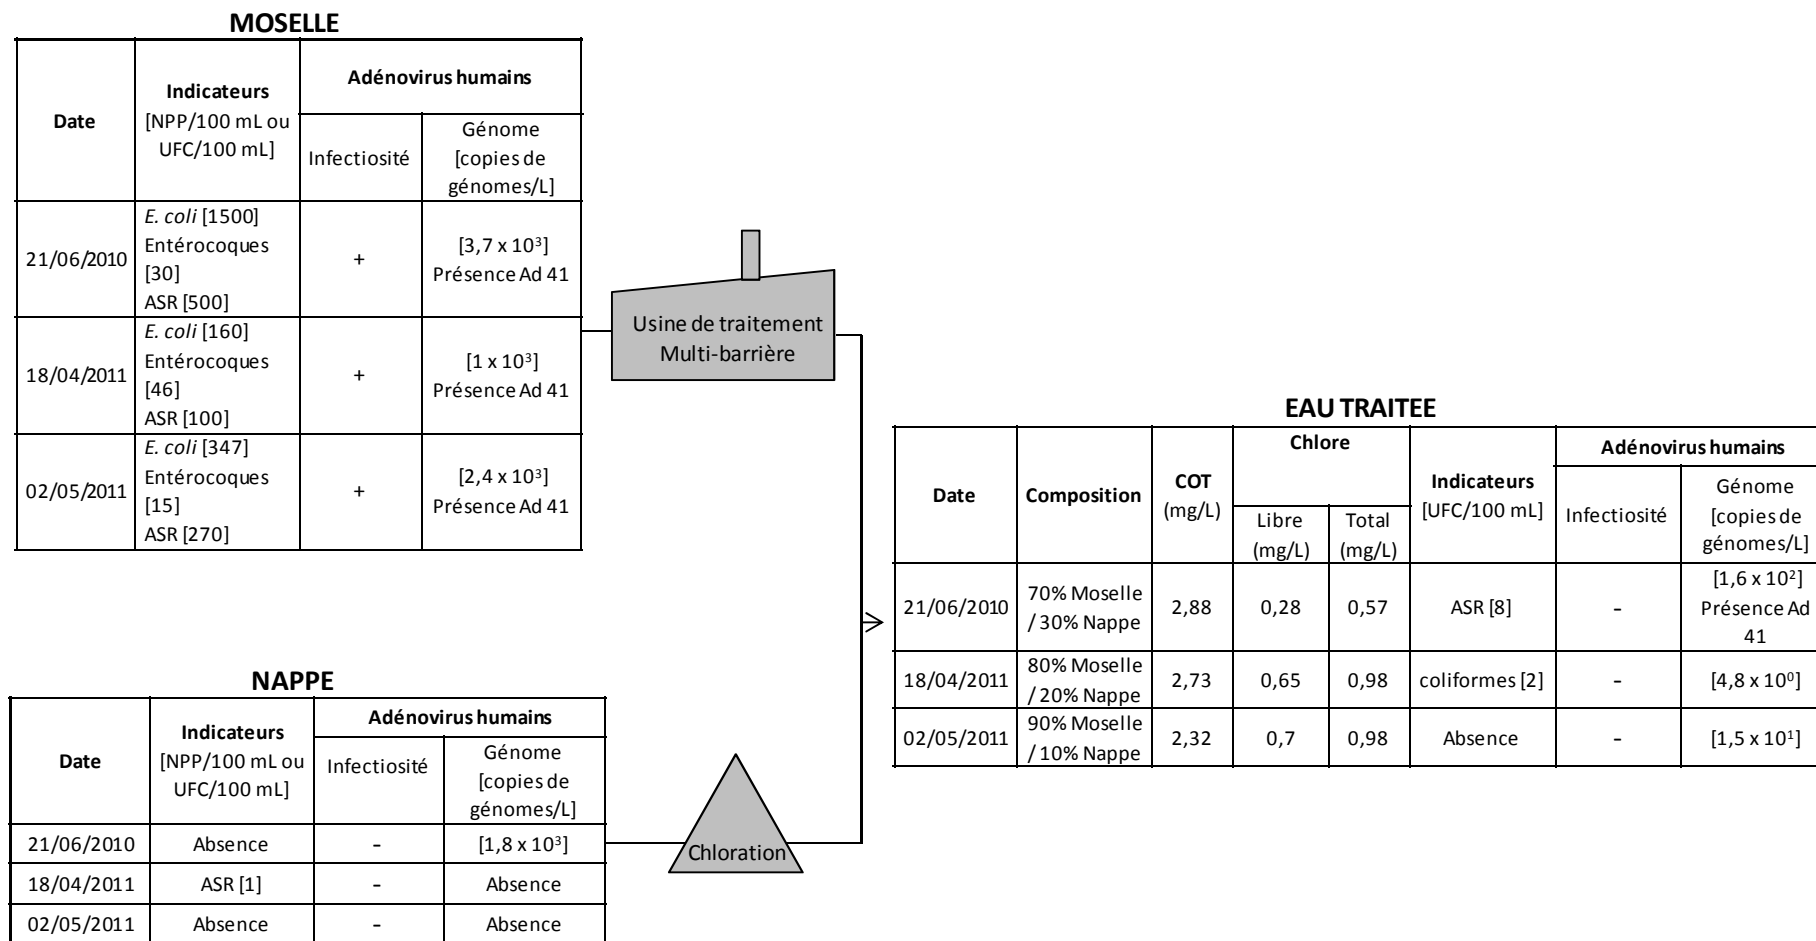 MOSELLE
Date
Indicateurs
[NPP/100 mL ou
UFC/100 mL]
Adénovirus humains
Infectiosité
Génome
[copies de
génomes/L]
21/06/2010
E. coli [1500]
Entérocoques
[30]
ASR [500]
+
[3,7 x 10³]
Présence Ad 41
18/04/2011
E. coli [160]
Entérocoques
[46]
ASR [100]
+
[1 x 10³]
Présence Ad 41
02/05/2011
E. coli [347]
Entérocoques
[15]
ASR [270]
+
[2,4 x 10³]
Présence Ad 41
Usine de traitement
Multi-barrière
NAPPE
Date
Indicateurs
[NPP/100 mL ou
UFC/100 mL]
Adénovirus humains
Infectiosité
Génome
[copies de
génomes/L]
21/06/2010
Absence
-
[1,8 x 10³]
18/04/2011
ASR [1]
-
Absence
02/05/2011
Absence
-
Absence
Chloration
EAU TRAITEE
Date
Composition
COT
(mg/L)
Chlore
Libre
(mg/L)
Total
(mg/L)
Indicateurs
[UFC/100 mL]
Adénovirus humains
Infectiosité
Génome
[copies de
génomes/L]
21/06/2010
70% Moselle
/ 30% Nappe
2,88
0,28
0,57
ASR [8]
-
[1,6 x 10²]
Présence Ad
41
18/04/2011
80% Moselle
/ 20% Nappe
2,73
0,65
0,98
coliformes [2]
-
[4,8 x 10⁰]
02/05/2011
90% Moselle
/ 10% Nappe
2,32
0,7
0,98
Absence
-
[1,5 x 10¹]